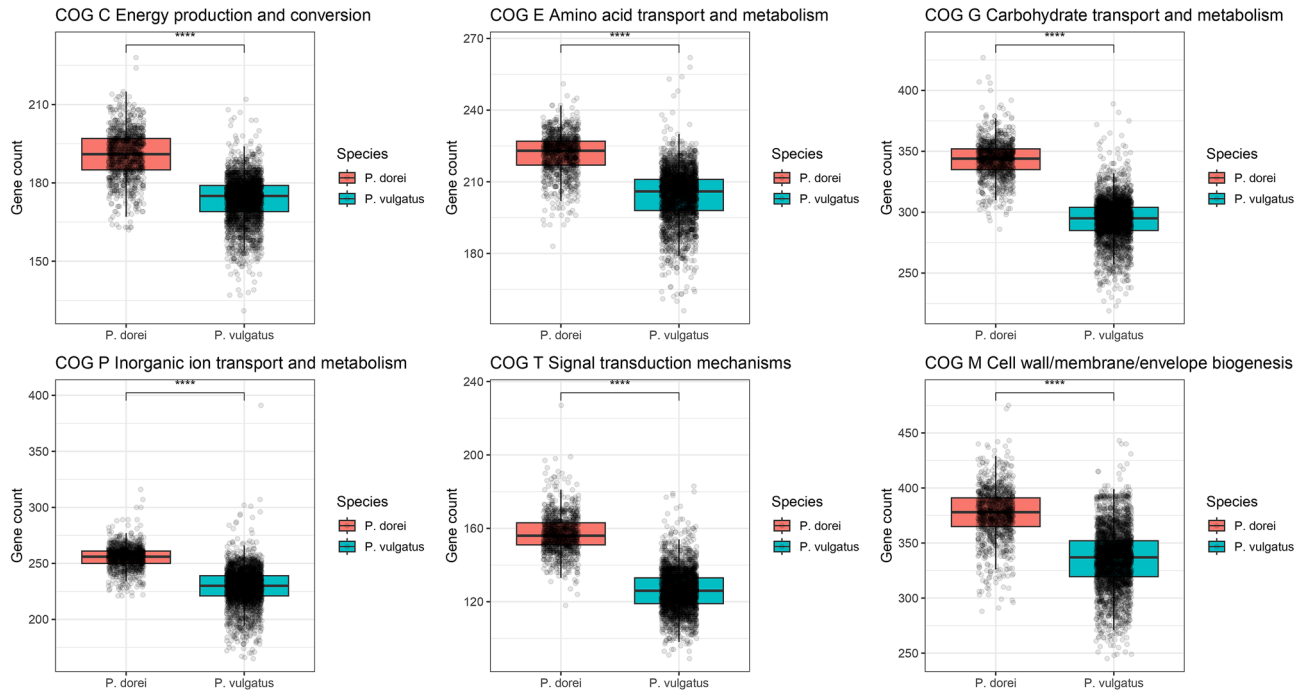 COG C Energy production and conversion
****
210
180
150
Gene count
P. dorei
P. vulgatus
Species
P. dorei
P. vulgatus
COG E Amino acid transport and metabolism
****
270
240
210
180
Gene count
P. dorei
P. vulgatus
Species
P. dorei
P. vulgatus
COG G Carbohydrate transport and metabolism
****
400
350
300
250
Gene count
P. dorei
P. vulgatus
Species
P. dorei
P. vulgatus
COG P Inorganic ion transport and metabolism
****
400
350
300
250
200
Gene count
P. dorei
P. vulgatus
Species
P. dorei
P. vulgatus
COG T Signal transduction mechanisms
****
240
200
160
120
Gene count
P. dorei
P. vulgatus
Species
P. dorei
P. vulgatus
COG M Cell wall/membrane/envelope biogenesis
****
450
400
350
300
250
Gene count
P. dorei
P. vulgatus
Species
P. dorei
P. vulgatus